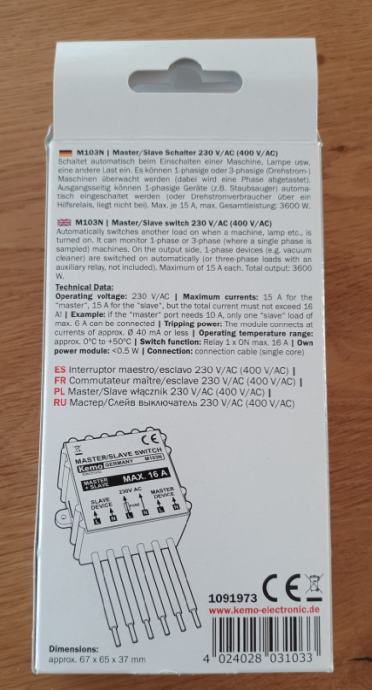 M103N | Master/Slave Schalter 230 V/AC (400 V/AC)
Schaltet automatisch beim Einschalten einer Maschine, Lampe usw.
eine andere Last ein. Es können 1-phasige oder 3-phasige (Drehstrom-)
Maschinen überwacht werden (dabei wird eine Phase abgetastet).
Ausgangsseitig können 1-phasige Geräte (z.B. Staubsauger) automa-
tisch eingeschaltet werden (oder Drehstromverbraucher über ein
Hilfsrelais, liegt nicht bei). Max. je 15 A, max. Gesamtleistung: 3600 W.
M103N | Master/Slave switch 230 V/AC (400 V/AC)
Automatically switches another load on when a machine, lamp etc., is
turned on. It can monitor 1-phase or 3-phase (where a single phase is
sampled) machines. On the output side, 1-phase devices (e.g. vacuum
cleaner) are switched on automatically (or three-phase loads with an
auxiliary relay, not included). Maximum of 15 A each. Total output: 3600
W.
Technical Data:
Operating voltage: 230 V/AC | Maximum currents: 15 A for the
"master", 15 A for the "slave", but the total current must not exceed 16
A! | Example: if the "master" port needs 10 A, only one "slave" load of
max. 6 A can be connected | Tripping power: The module connects at
currents of approx. Ø 40 mA or less | Operating temperature range:
approx. 0°C to +50°C | Switch function: Relay 1 x ON max. 16 A | Own
power module: <0.5 W | Connection: connection cable (single core)
ES Interruptor maestro/esclavo 230 V/AC (400 V/AC) |
FR Commutateur maître/esclave 230 V/AC (400 V/AC) |
PL Master/Slave włącznik 230 V/AC (400 V/AC) |
RU Мастер/Слейв выключатель 230 V/AC (400 V/AC)
CE
MASTER/SLAVE SWITCH
Kemo GERMANY M103N
MASTER + SLAVE MAX. 16 A
SLAVE DEVICE 230V AC MASTER DEVICE
L N L N L N
1091973 CE
www.kemo-electronic.de
Dimensions:
approx. 67 x 65 x 37 mm
4 024028 031033